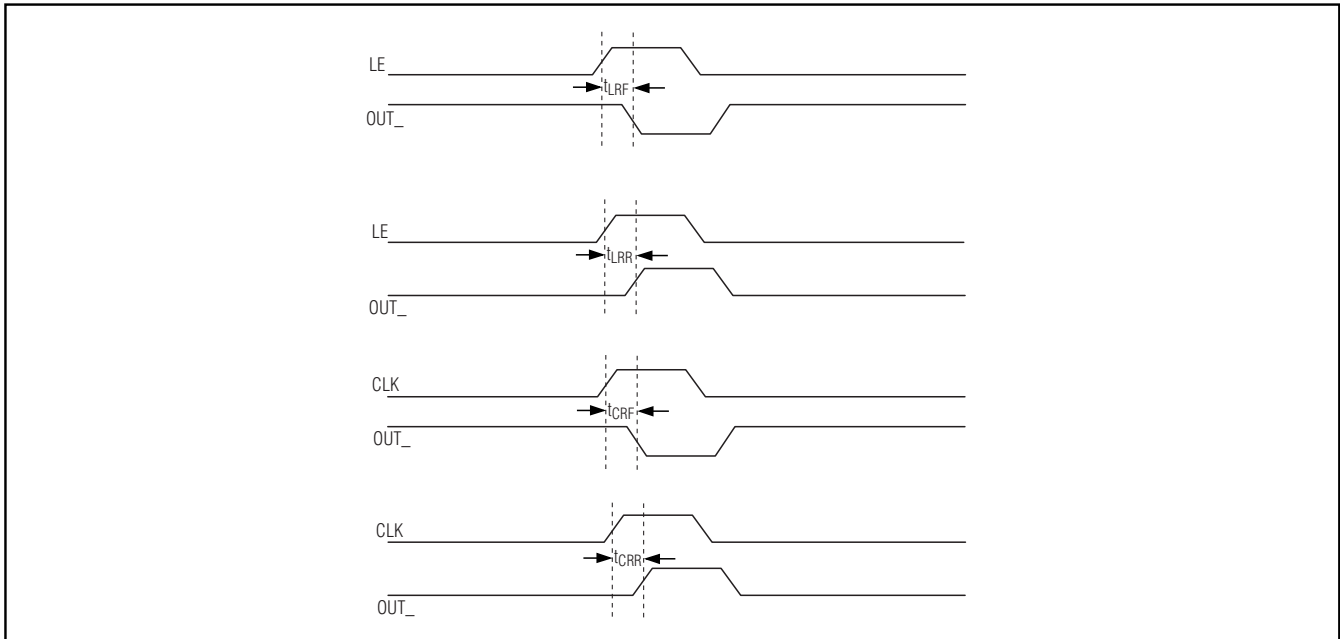 LE
tLRF
OUT_
LE
tLRR
OUT_
CLK
tCRF
OUT_
CLK
tCRR
OUT_